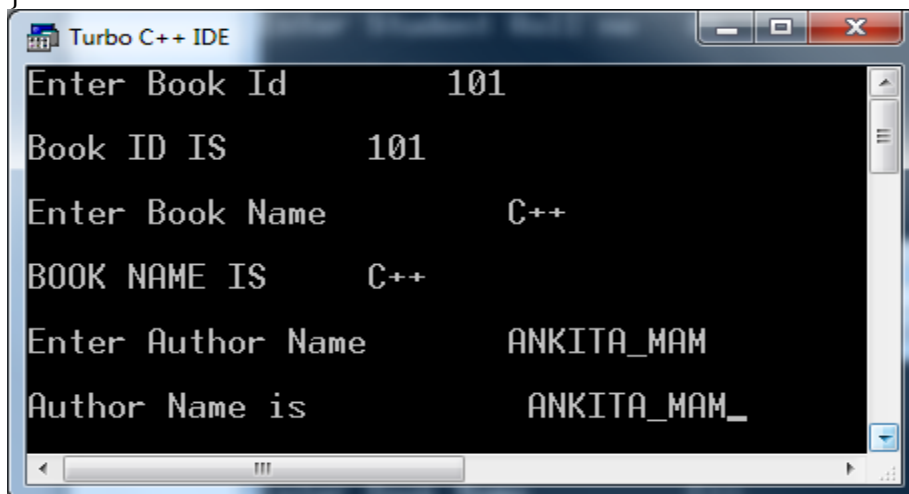 }
Turbo C++ IDE
Enter Book Id 101
Book ID IS 101
Enter Book Name C++
BOOK NAME IS C++
Enter Author Name ANKITA_MAM
Author Name is ANKITA_MAM_